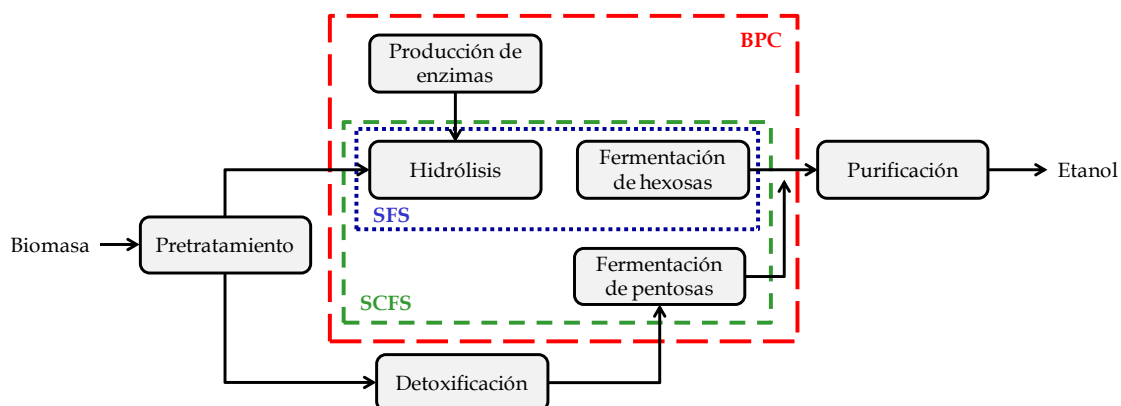 BPC
Producción de
enzimas
Hidrólisis
Fermentación
de hexosas
Purificación
Etanol
SFS
Biomasa
Pretratamiento
Fermentación
de pentosas
SCFS
Detoxificación